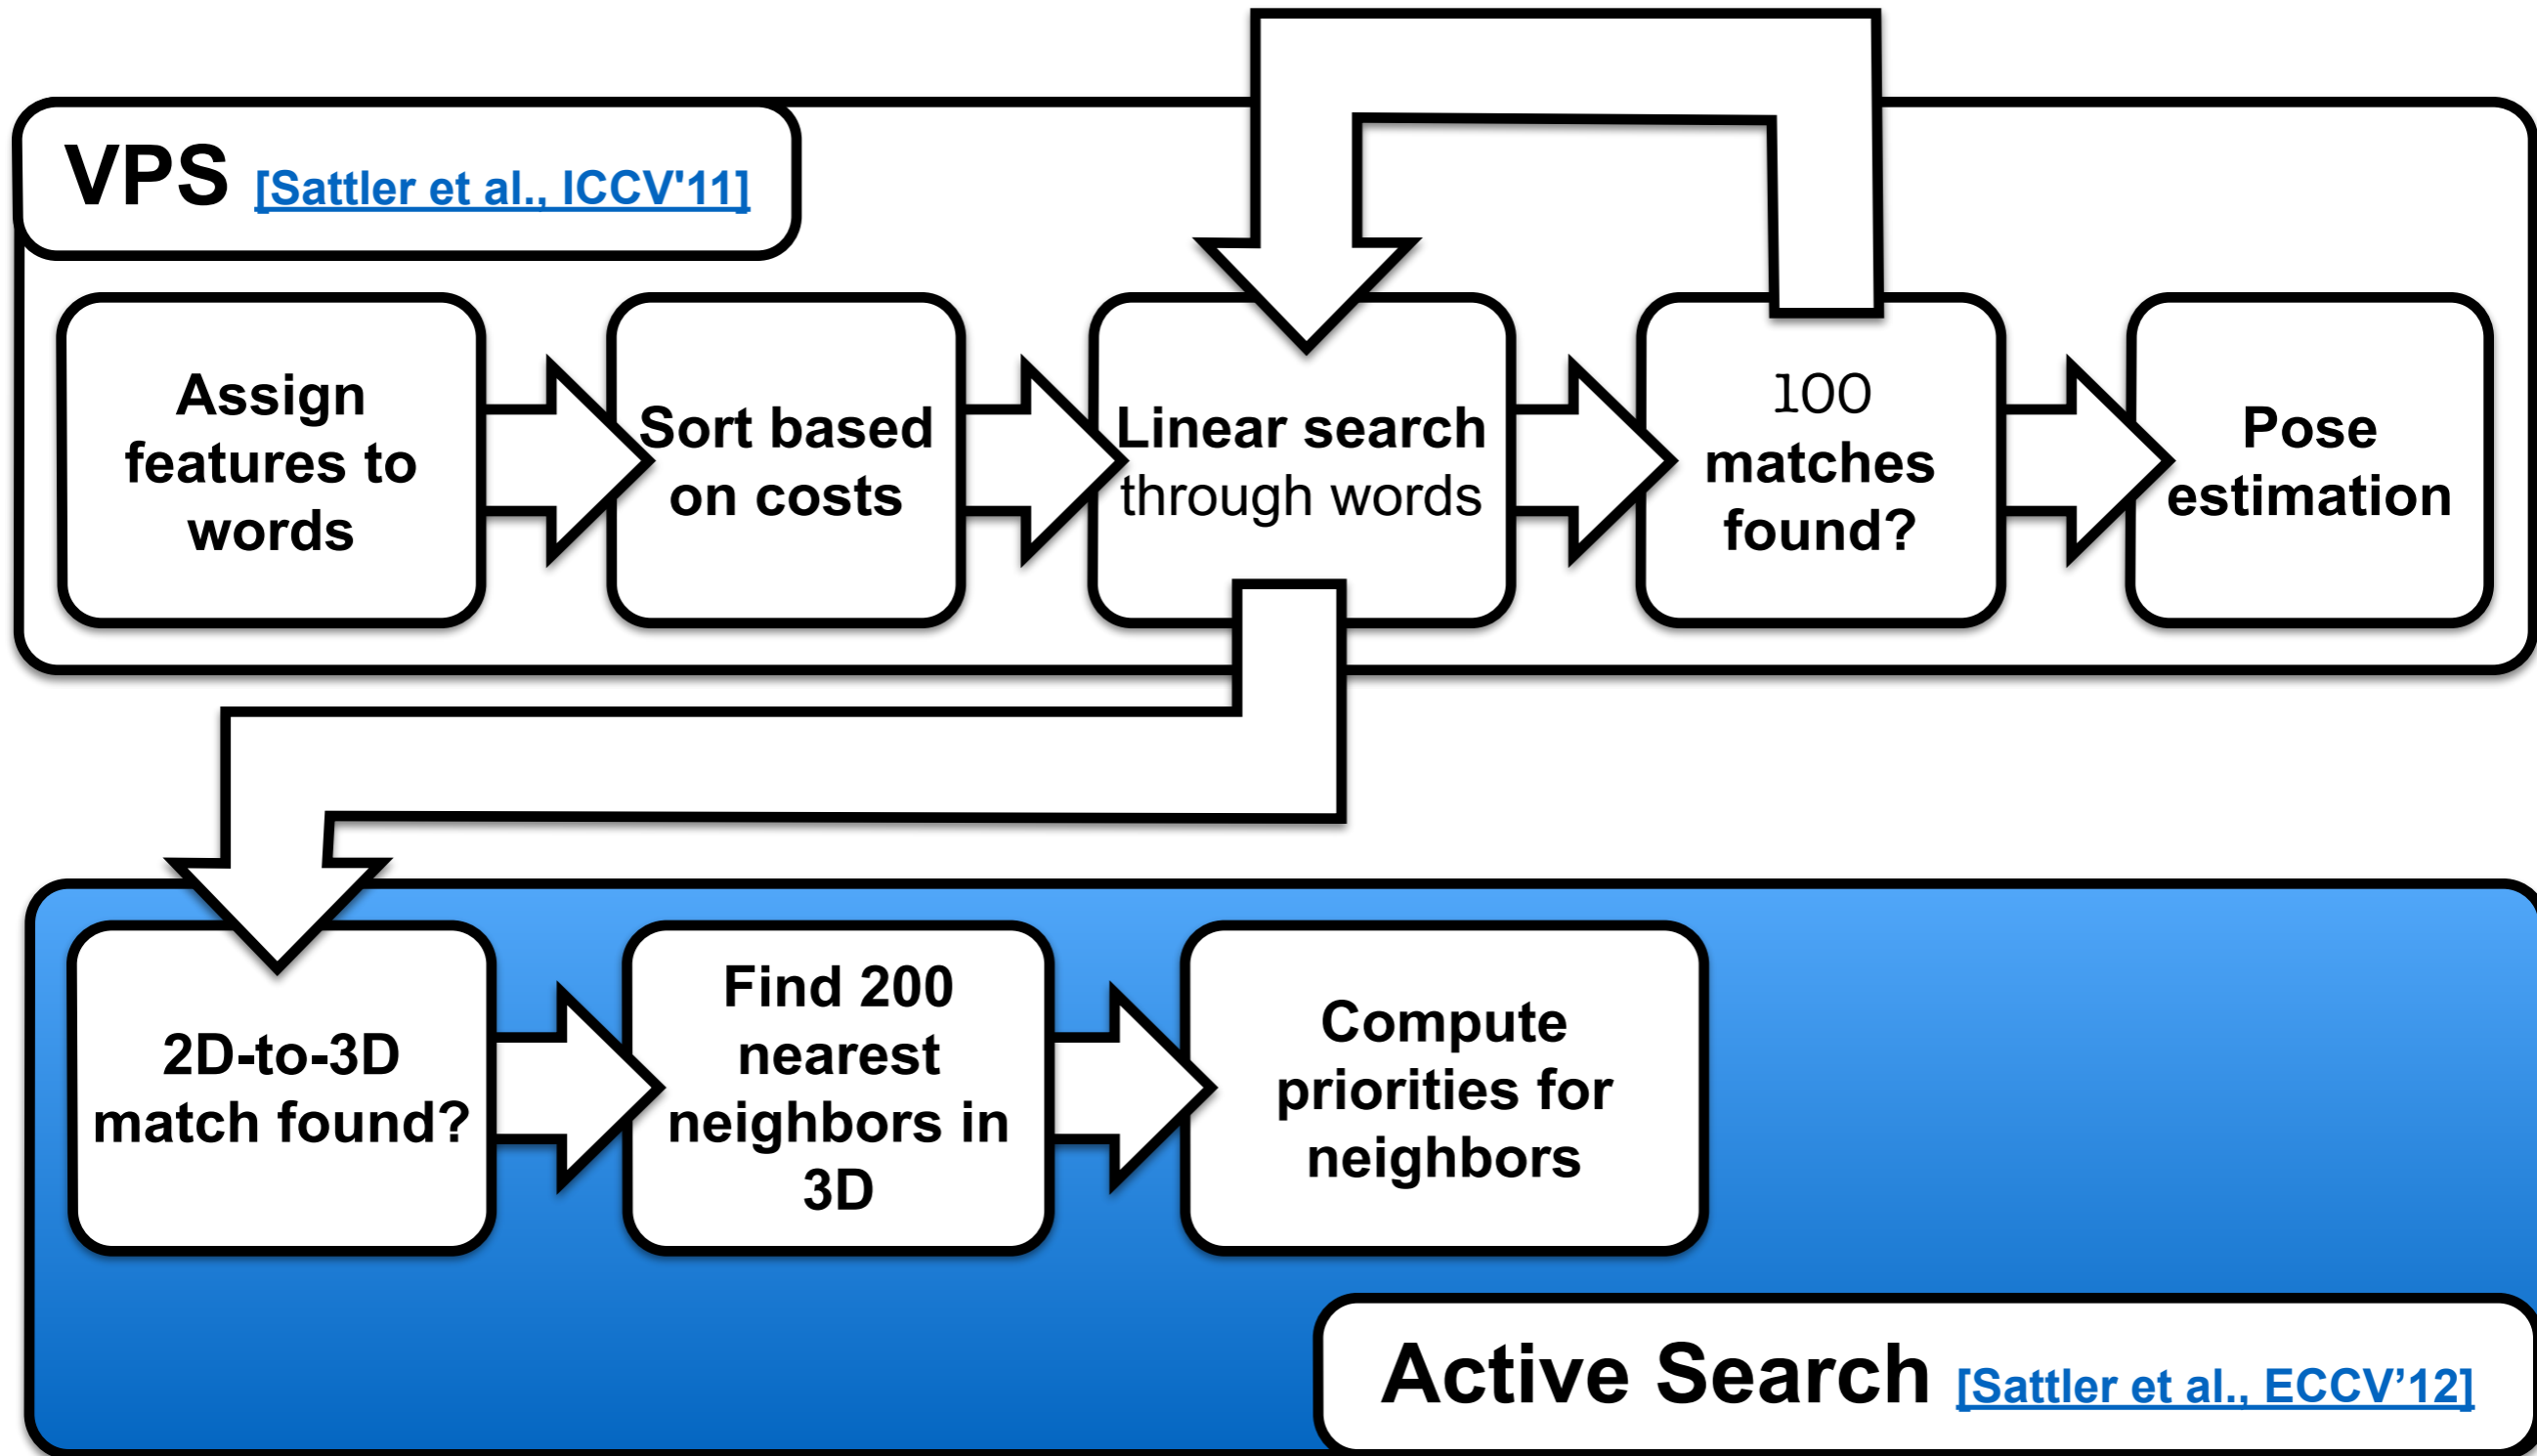 VPS [Sattler et al., ICCV'11]
Assign
features to
words
Sort based
on costs
Linear search
through words
100
matches
found?
Pose
estimation
2D-to-3D
match found?
Find 200
nearest
neighbors in
3D
Compute
priorities for
neighbors
Active Search [Sattler et al., ECCV’12]